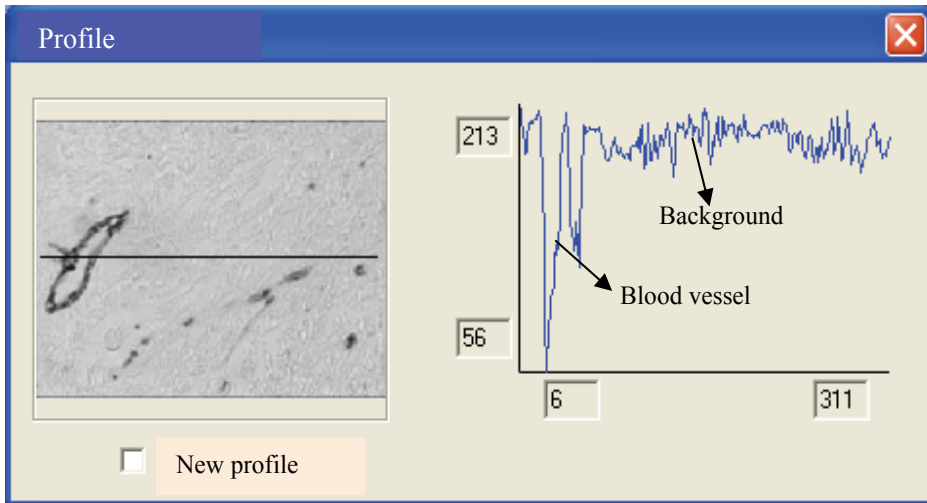 Profile
213
Background
Blood vessel
56
6
311
New profile